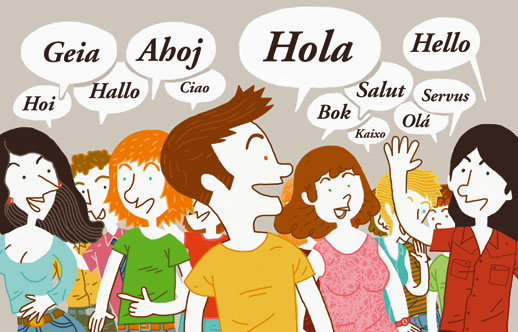 Geia
Ahoj
Hola
Hello
Hoi
Hallo
Ciao
Bok
Salut
Servus
Kaixo
Olá